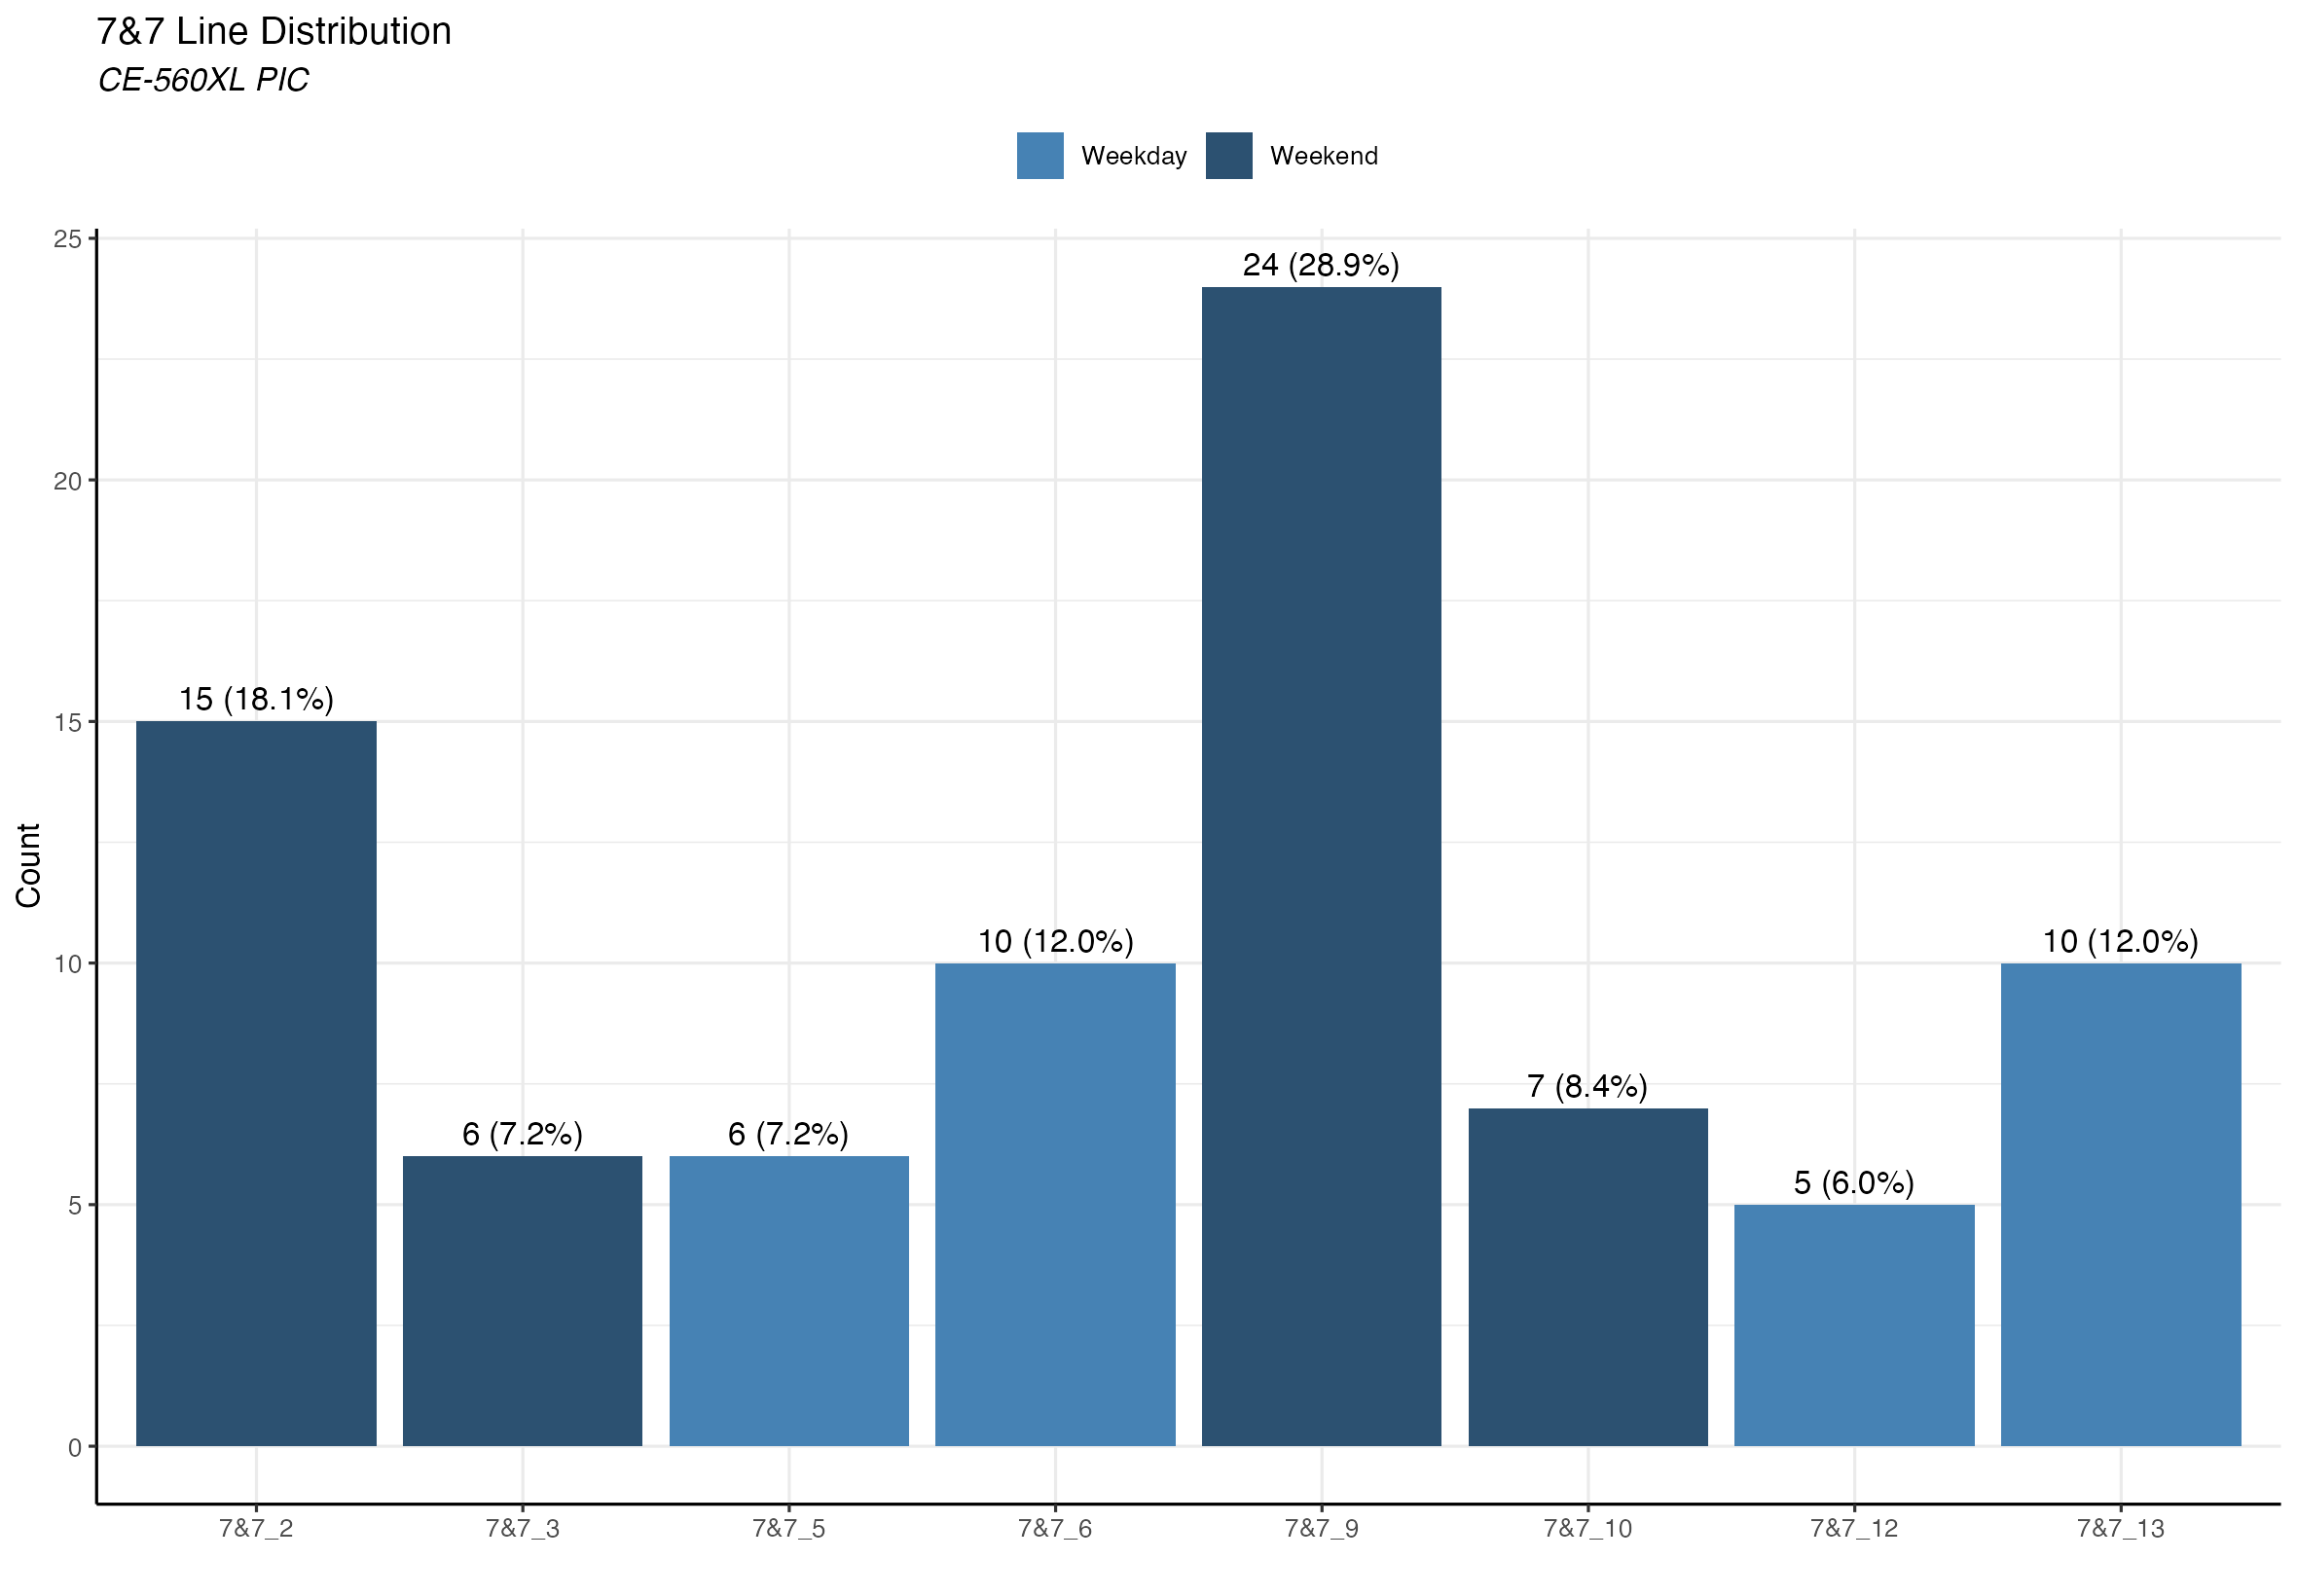 7&7 Line Distribution
CE-560XL PIC
Weekday Weekend
25
24 (28.9%)
20
15 (18.1%)
15
Count
10 (12.0%) 10 (12.0%)
10
7 (8.4%)
6 (7.2%) 6 (7.2%)
5 (6.0%)
5
0
7&7_2 7&7_3 7&7_5 7&7_6 7&7_9 7&7_10 7&7_12 7&7_13